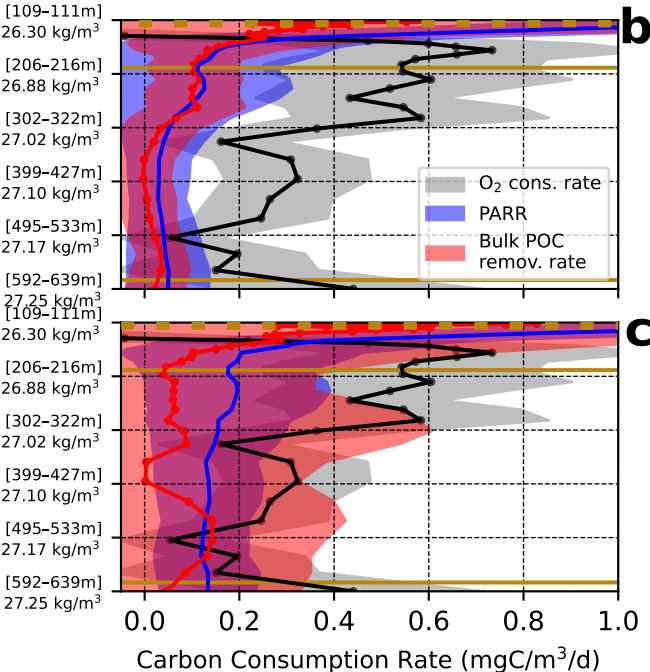 [109–111m]
26.30 kg/m³
b
[206–216m]
26.88 kg/m³
[302–322m]
27.02 kg/m³
[399–427m]
27.10 kg/m³
[495–533m]
27.17 kg/m³
[592–639m]
27.25 kg/m³
O₂ cons. rate
PARR
Bulk POC
remov. rate
[109–111m]
26.30 kg/m³
c
[206–216m]
26.88 kg/m³
[302–322m]
27.02 kg/m³
[399–427m]
27.10 kg/m³
[495–533m]
27.17 kg/m³
[592–639m]
27.25 kg/m³
0.0 0.2 0.4 0.6 0.8 1.0
Carbon Consumption Rate (mgC/m³/d)